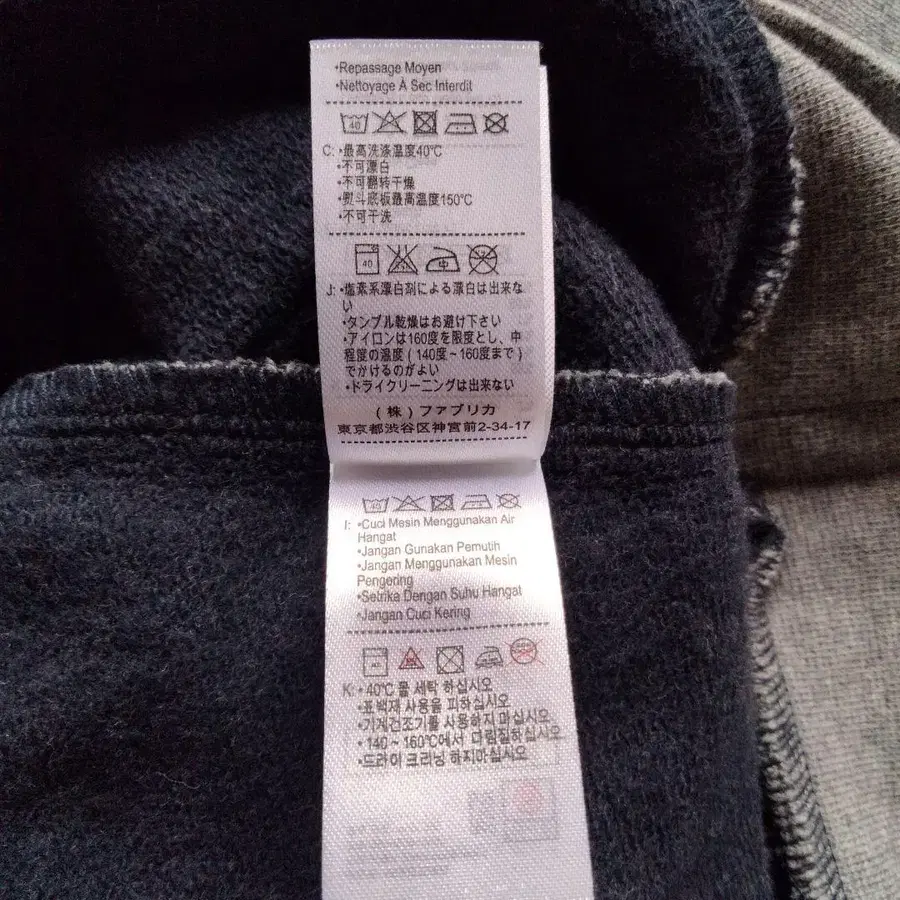 •Repassage Moyen
•Nettoyage À Sec Interdit
40
C: •最高洗涤温度40℃
•不可漂白
•不可翻转干燥
•熨斗底板最高温度150℃
•不可干洗
40 中
J: •塩素系漂白剤による漂白は出来な
い
•タンブル乾燥はお避け下さい
•アイロンは160度を限度とし、中
程度の温度(140度~160度まで)
でかけるのがよい
•ドライクリーニングは出来ない
(株)ファブリカ
東京都渋谷区神宮前2-34-17
40
I: •Cuci Mesin Menggunakan Air
Hangat
•Jangan Gunakan Pemutih
•Jangan Menggunakan Mesin
Pengering
•Setrika Dengan Suhu Hangat
•Jangan Cuci Kering
40
K: • 40℃ 물 세탁 하십시오
•표백재 사용을 피하십시오
•기계건조기를 사용하지 마십시오
• 140 ~ 160℃에서 다림질하십시오
•드라이 크리닝 하지마십시오